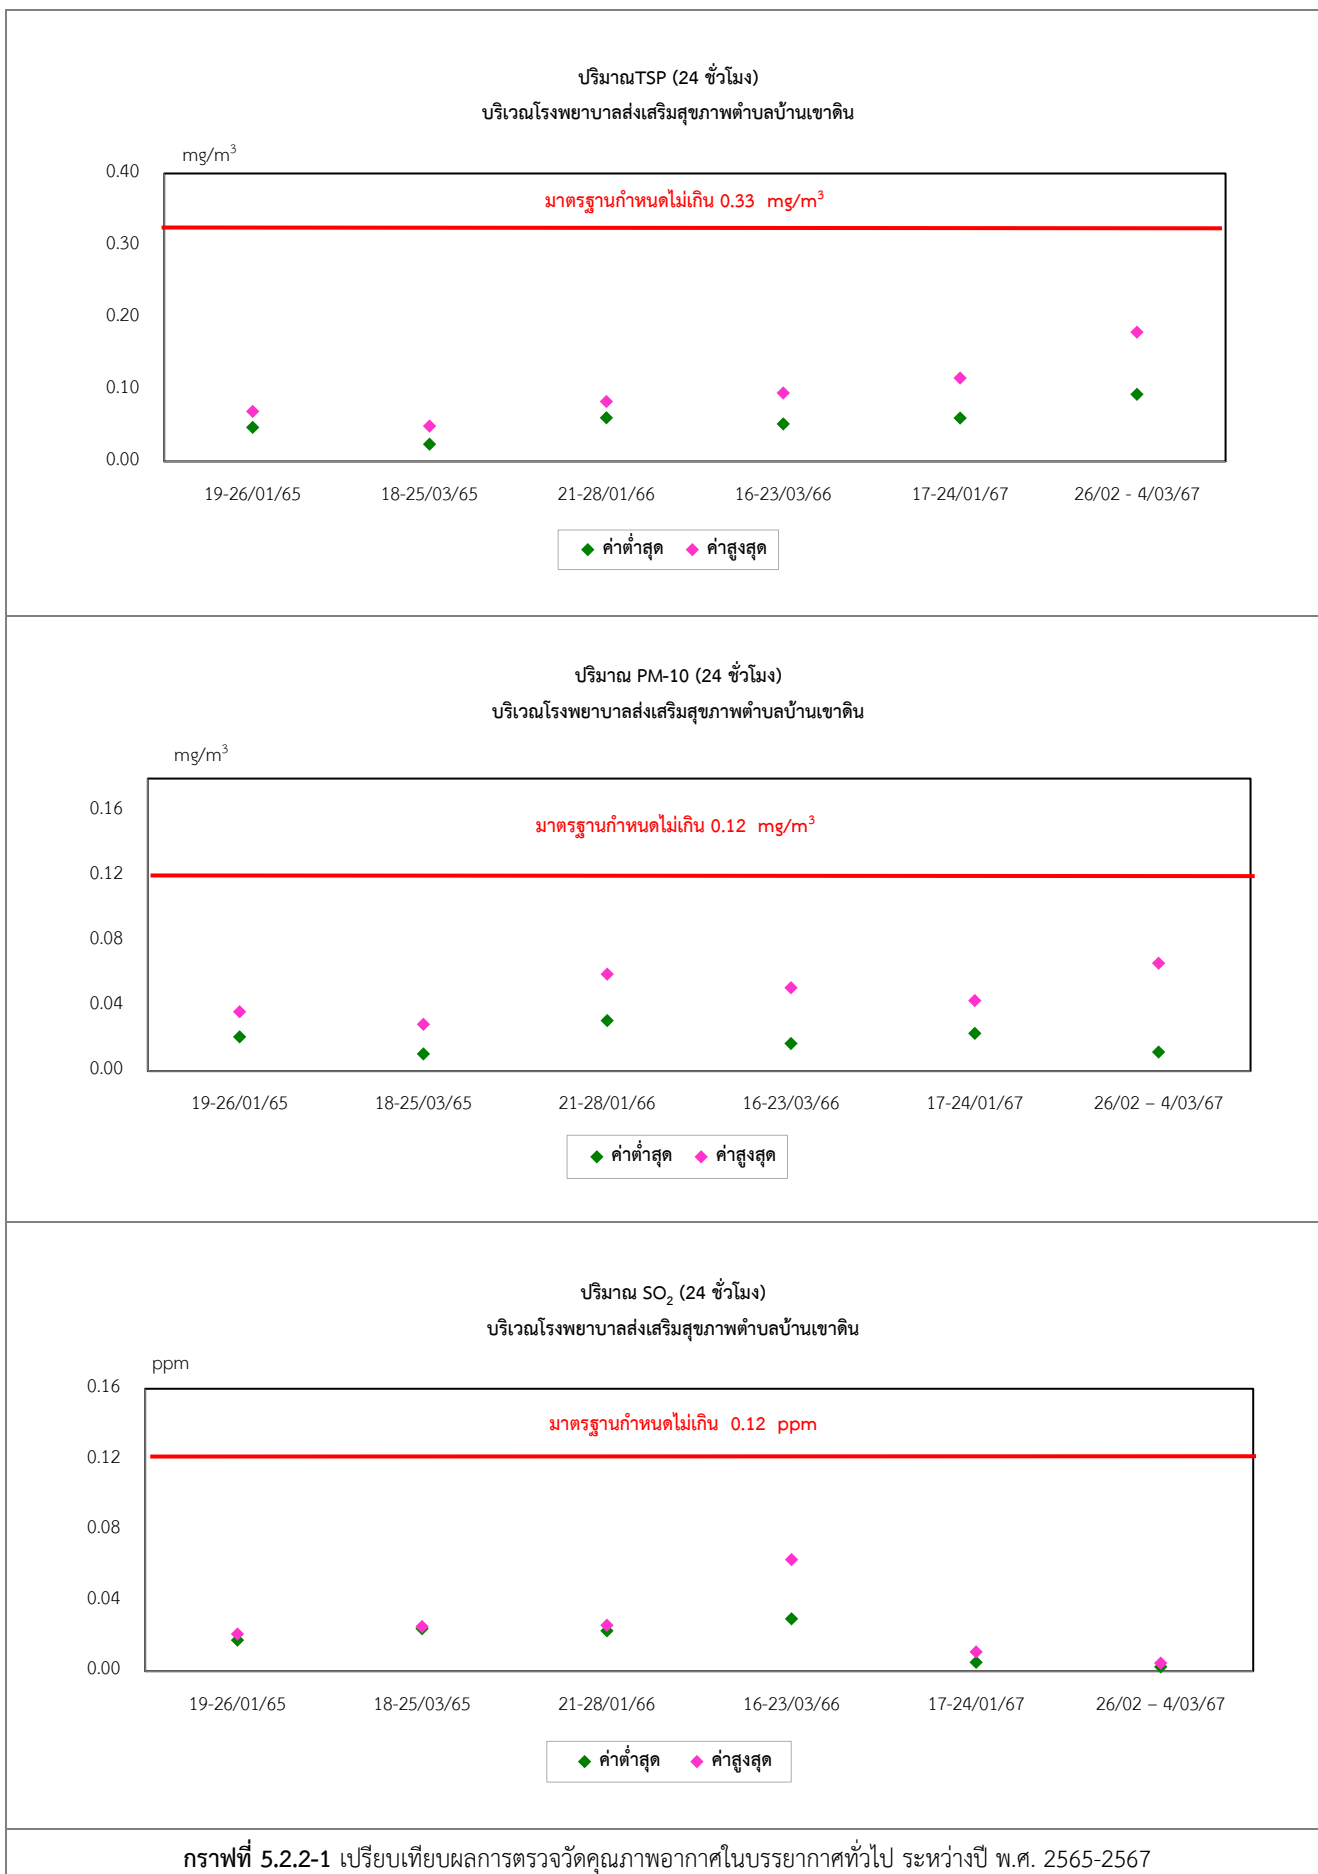 ปริมาณTSP (24 ชั่วโมง)
บริเวณโรงพยาบาลส่งเสริมสุขภาพตำบลบ้านเขาดิน
mg/m³
0.40
มาตรฐานกำหนดไม่เกิน 0.33 mg/m³
0.30
0.20
0.10
0.00
19-26/01/65 18-25/03/65 21-28/01/66 16-23/03/66 17-24/01/67 26/02 - 4/03/67
ค่าต่ำสุด ค่าสูงสุด
ปริมาณ PM-10 (24 ชั่วโมง)
บริเวณโรงพยาบาลส่งเสริมสุขภาพตำบลบ้านเขาดิน
mg/m³
0.16
มาตรฐานกำหนดไม่เกิน 0.12 mg/m³
0.12
0.08
0.04
0.00
19-26/01/65 18-25/03/65 21-28/01/66 16-23/03/66 17-24/01/67 26/02 – 4/03/67
ค่าต่ำสุด ค่าสูงสุด
ปริมาณ SO₂ (24 ชั่วโมง)
บริเวณโรงพยาบาลส่งเสริมสุขภาพตำบลบ้านเขาดิน
ppm
0.16
มาตรฐานกำหนดไม่เกิน 0.12 ppm
0.12
0.08
0.04
0.00
19-26/01/65 18-25/03/65 21-28/01/66 16-23/03/66 17-24/01/67 26/02 – 4/03/67
ค่าต่ำสุด ค่าสูงสุด
กราฟที่ 5.2.2-1 เปรียบเทียบผลการตรวจวัดคุณภาพอากาศในบรรยากาศทั่วไป ระหว่างปี พ.ศ. 2565-2567